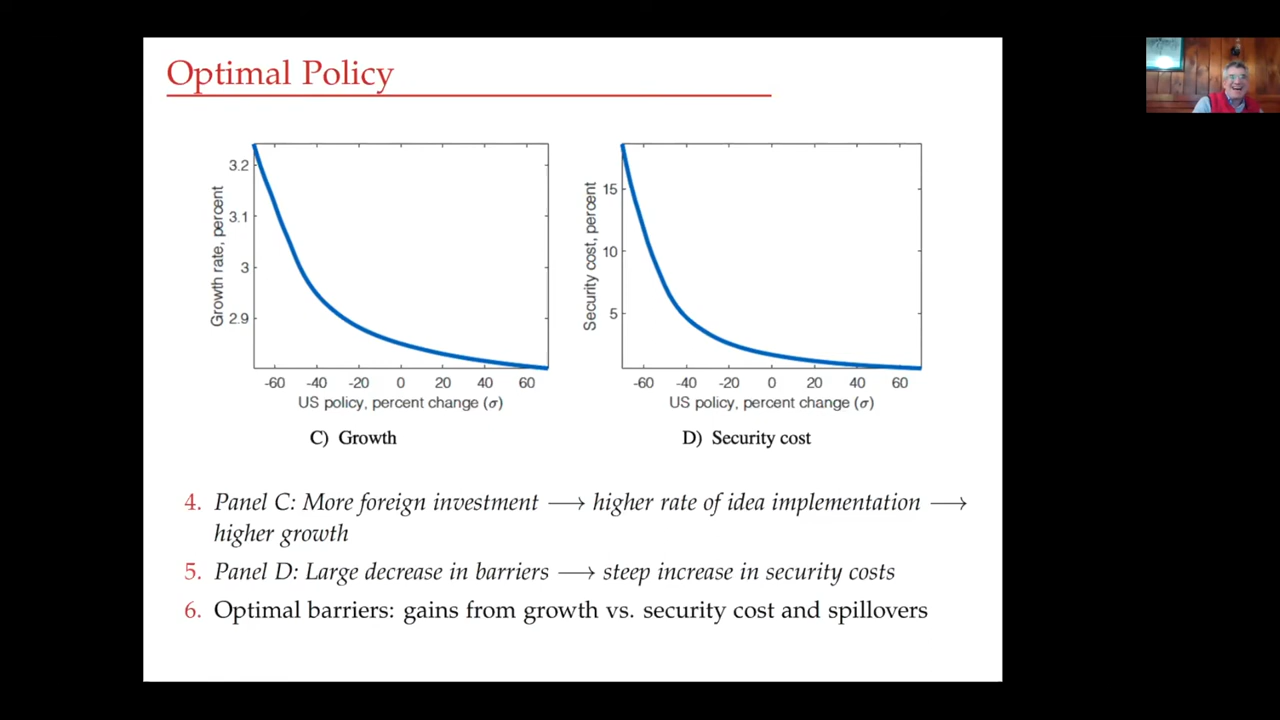 Optimal Policy
Growth rate, percent
3.2
3.1
3
2.9
-60 -40 -20 0 20 40 60
US policy, percent change (σ)
C) Growth
Security cost, percent
15
10
5
-60 -40 -20 0 20 40 60
US policy, percent change (σ)
D) Security cost
4. Panel C: More foreign investment ⟶ higher rate of idea implementation ⟶
higher growth
5. Panel D: Large decrease in barriers ⟶ steep increase in security costs
6. Optimal barriers: gains from growth vs. security cost and spillovers